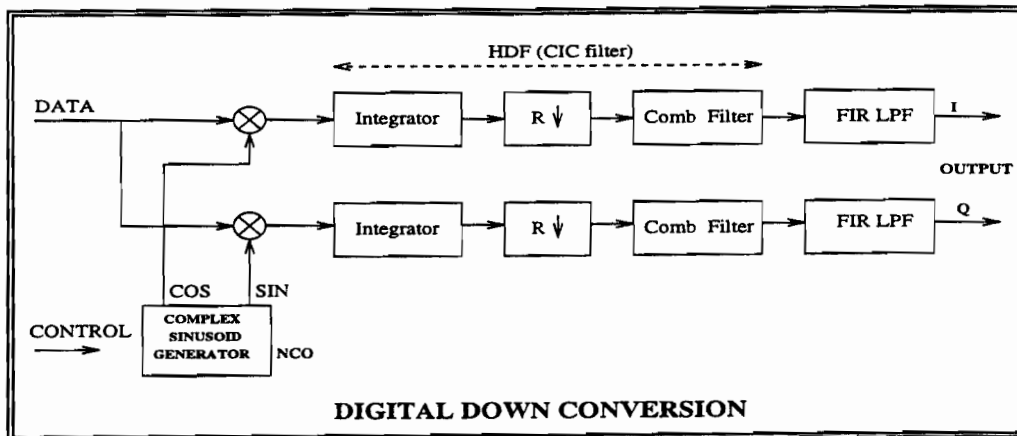 HDF (CIC filter)
DATA
Integrator
R ↓
Comb Filter
FIR LPF
I
OUTPUT
Integrator
R ↓
Comb Filter
FIR LPF
Q
COS
SIN
CONTROL
COMPLEX
SINUSOID
GENERATOR
NCO
DIGITAL DOWN CONVERSION